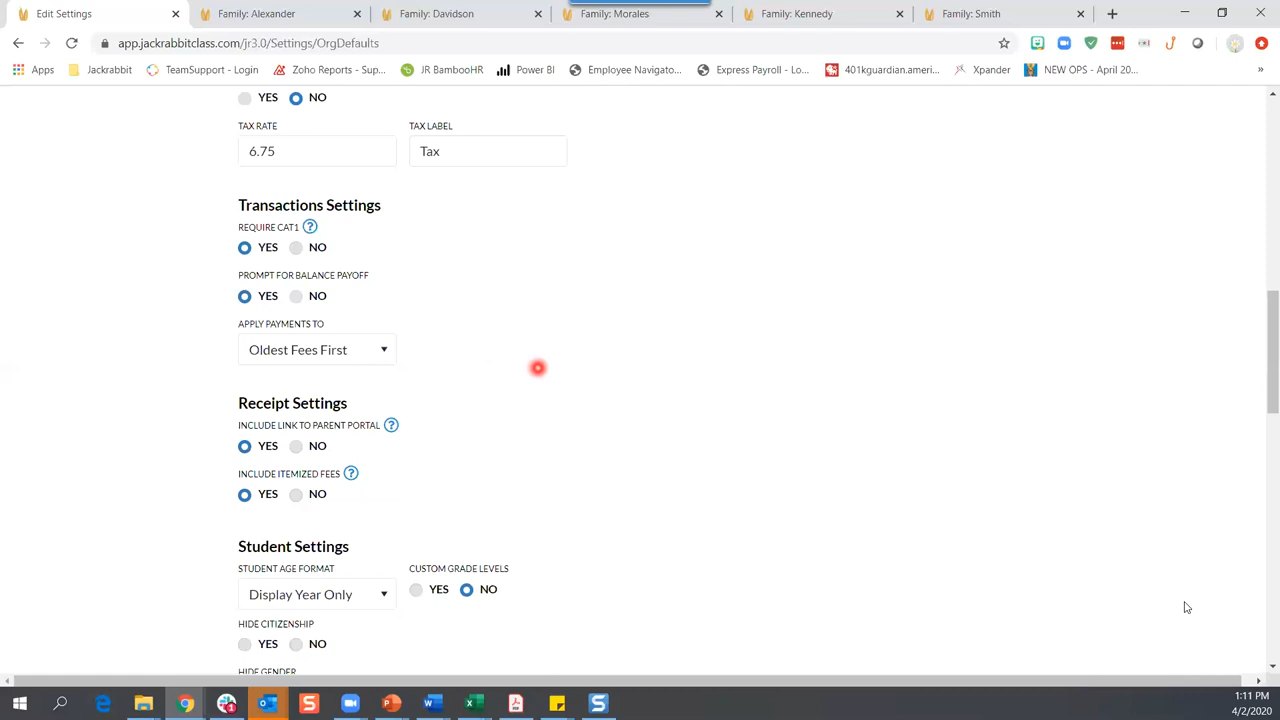 Edit Settings
Family: Alexander
Family: Davidson
Family: Morales
Family: Kennedy
Family: Smith
app.jackrabbitclass.com/jr3.0/Settings/OrgDefaults
Apps
Jackrabbit
TeamSupport - Login
Zoho Reports - Sup...
JR BambooHR
Power BI
Employee Navigato...
Express Payroll - Lo...
401kguardian.ameri...
Xpander
NEW OPS - April 20...
»
YES NO
TAX RATE TAX LABEL
6.75 Tax
Transactions Settings
REQUIRE CAT1 ?
YES NO
PROMPT FOR BALANCE PAYOFF
YES NO
APPLY PAYMENTS TO
Oldest Fees First
Receipt Settings
INCLUDE LINK TO PARENT PORTAL ?
YES NO
INCLUDE ITEMIZED FEES ?
YES NO
Student Settings
STUDENT AGE FORMAT CUSTOM GRADE LEVELS
Display Year Only YES NO
HIDE CITIZENSHIP
YES NO
HIDE GENDER
1:11 PM
4/2/2020